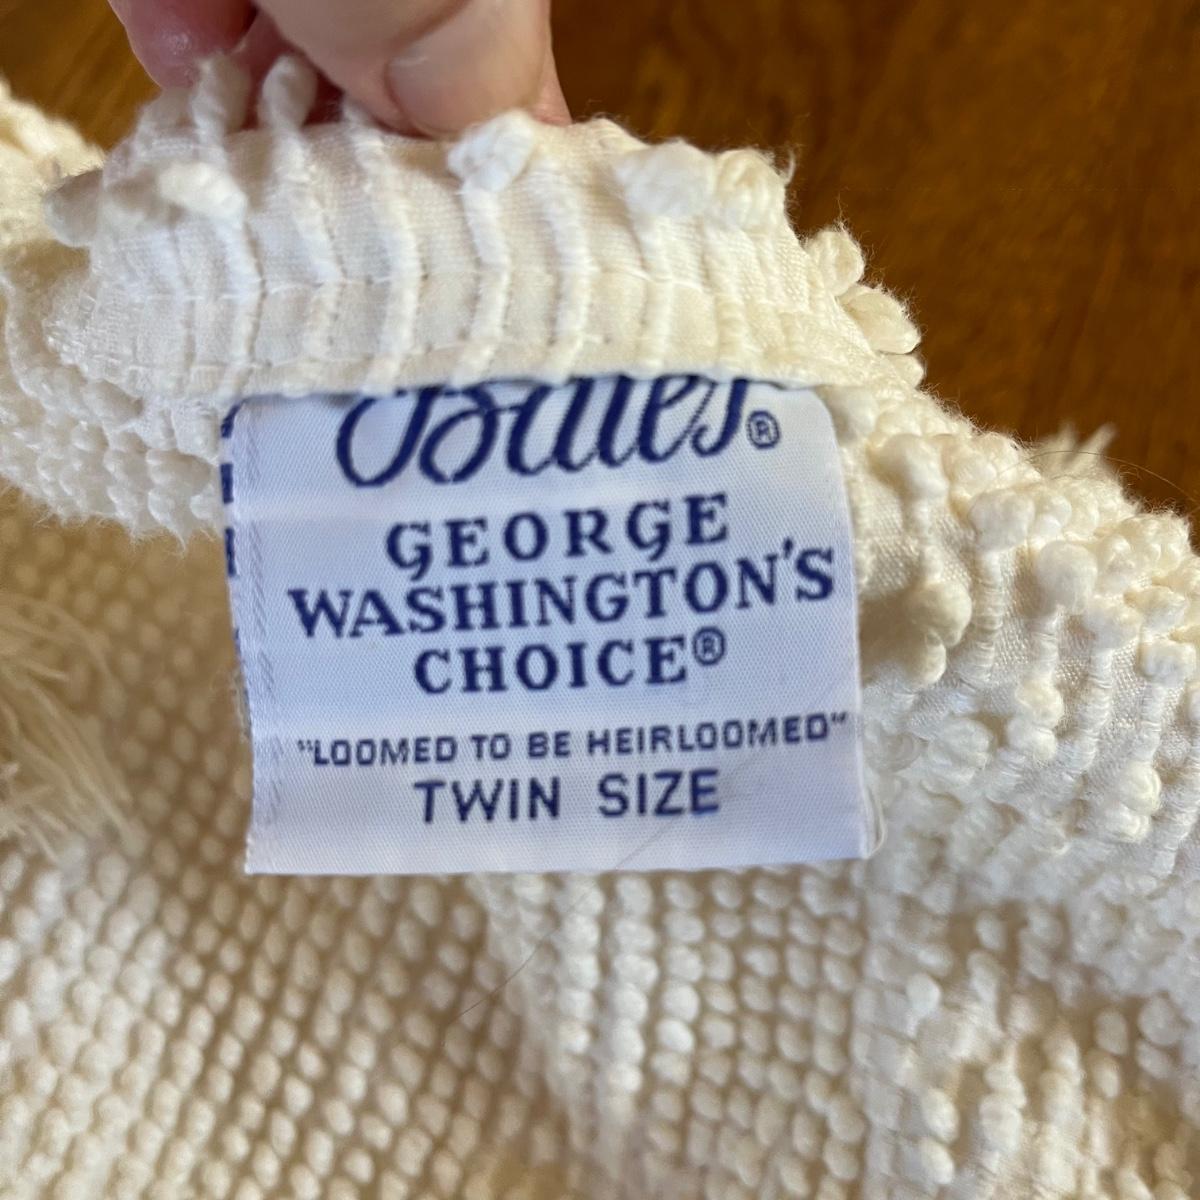 Bates®
GEORGE
WASHINGTON'S
CHOICE®
"LOOMED TO BE HEIRLOOMED"
TWIN SIZE